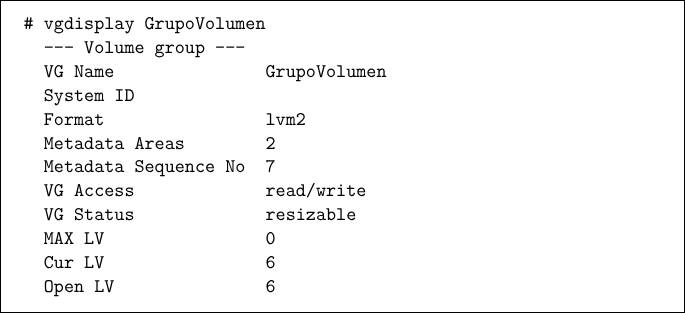 # vgdisplay GrupoVolumen
--- Volume group ---
VG Name GrupoVolumen
System ID
Format lvm2
Metadata Areas 2
Metadata Sequence No 7
VG Access read/write
VG Status resizable
MAX LV 0
Cur LV 6
Open LV 6